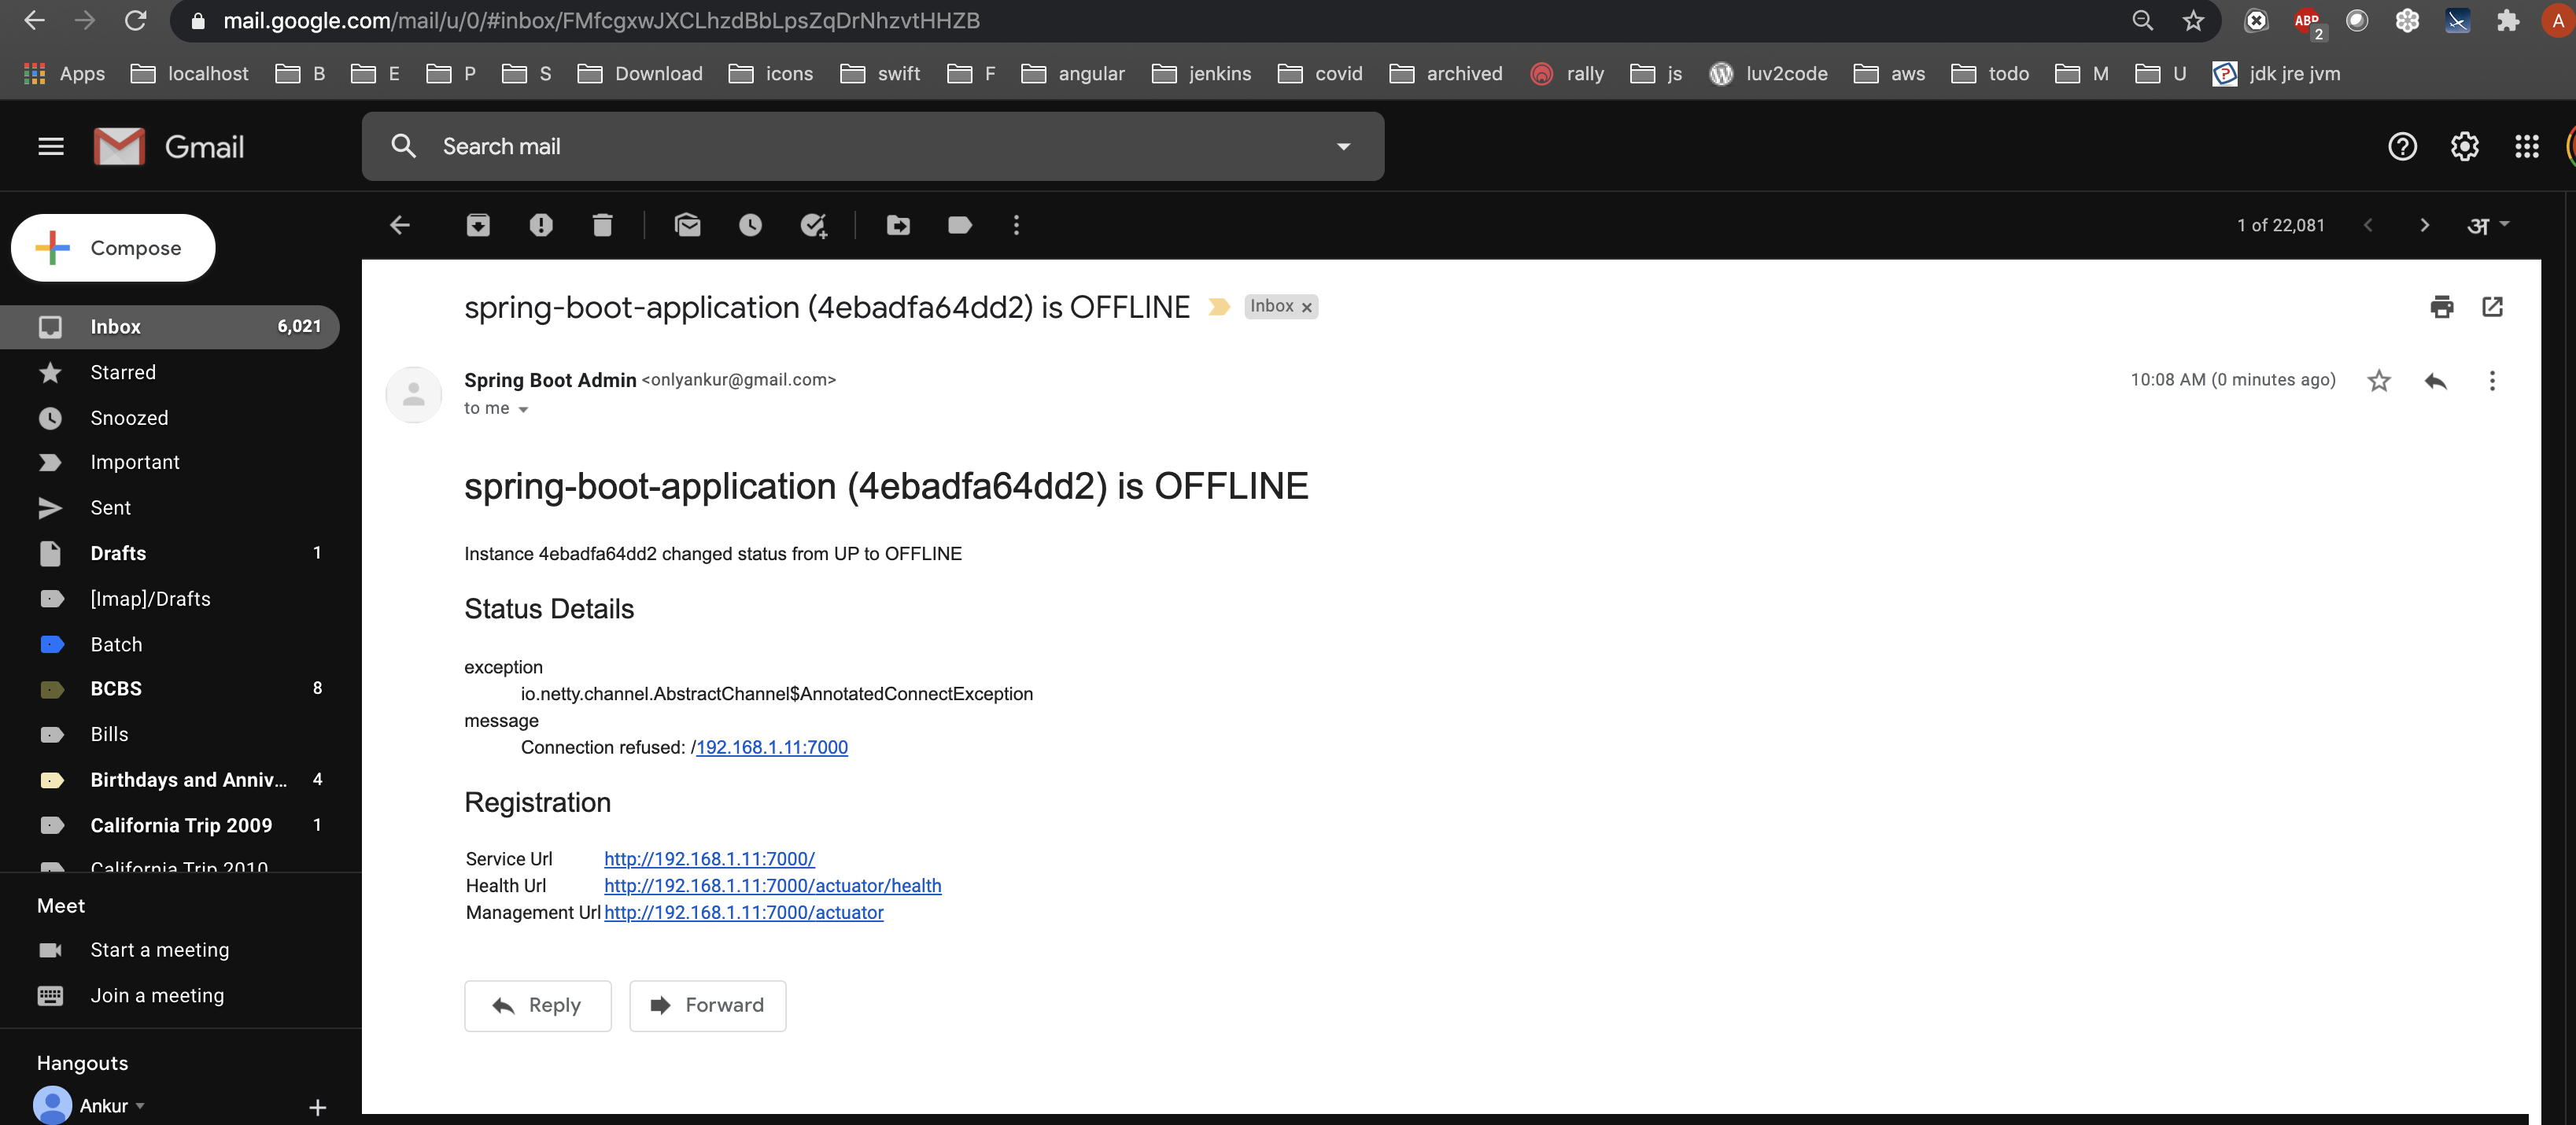 mail.google.com/mail/u/0/#inbox/FMfcgxwJXCLhzdBbLpsZqDrNhzvtHHZB
ABP
2
A
Apps
localhost
B
E
P
S
Download
icons
swift
F
angular
jenkins
covid
archived
rally
js
luv2code
aws
todo
M
U
jdk jre jvm
Gmail
Search mail
Compose
1 of 22,081
अ
Inbox 6,021
Starred
Snoozed
Important
Sent
Drafts 1
[Imap]/Drafts
Batch
BCBS 8
Bills
Birthdays and Anniv... 4
California Trip 2009 1
California Trip 2010
Meet
Start a meeting
Join a meeting
Hangouts
Ankur
spring-boot-application (4ebadfa64dd2) is OFFLINE
Inbox x
Spring Boot Admin <onlyankur@gmail.com>
10:08 AM (0 minutes ago)
to me
spring-boot-application (4ebadfa64dd2) is OFFLINE
Instance 4ebadfa64dd2 changed status from UP to OFFLINE
Status Details
exception
io.netty.channel.AbstractChannel$AnnotatedConnectException
message
Connection refused: /192.168.1.11:7000
Registration
Service Url http://192.168.1.11:7000/
Health Url http://192.168.1.11:7000/actuator/health
Management Url http://192.168.1.11:7000/actuator
Reply
Forward